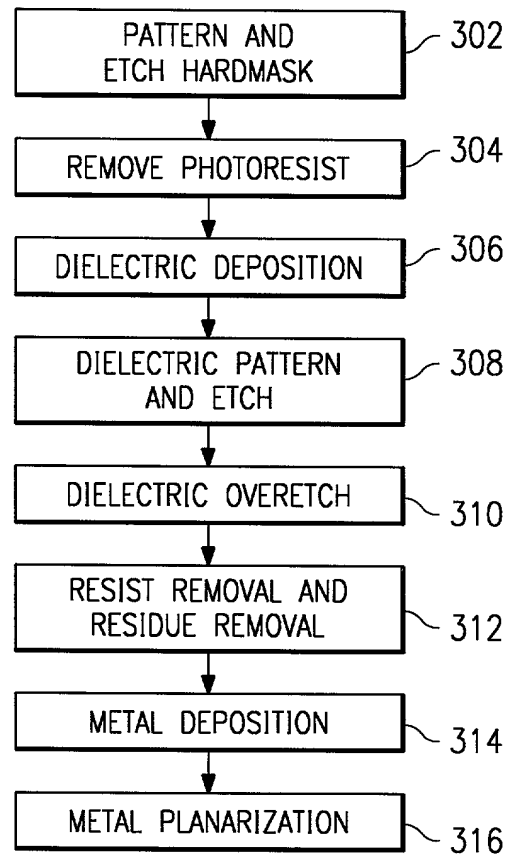 PATTERN AND
ETCH HARDMASK
302
REMOVE PHOTORESIST
304
DIELECTRIC DEPOSITION
306
DIELECTRIC PATTERN
AND ETCH
308
DIELECTRIC OVERETCH
310
RESIST REMOVAL AND
RESIDUE REMOVAL
312
METAL DEPOSITION
314
METAL PLANARIZATION
316